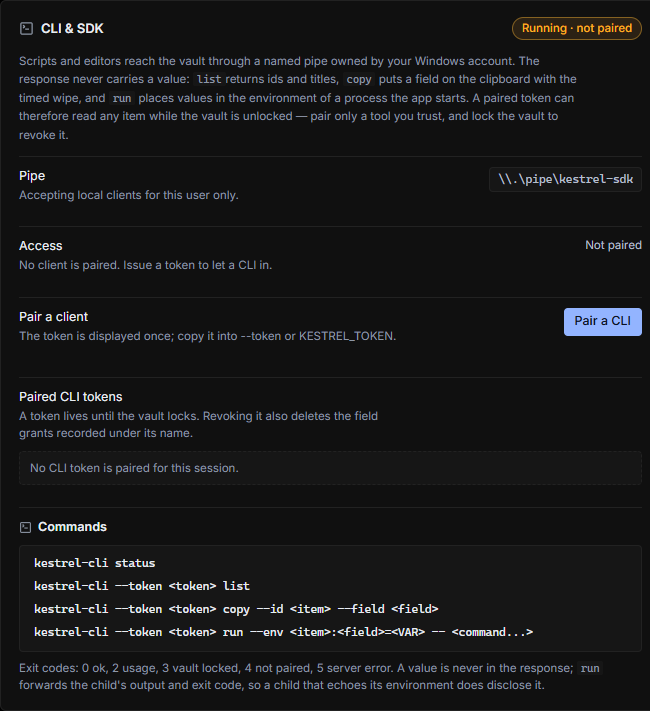 CLI & SDK
Running · not paired
Scripts and editors reach the vault through a named pipe owned by your Windows account. The
response never carries a value: list returns ids and titles, copy puts a field on the clipboard with the
timed wipe, and run places values in the environment of a process the app starts. A paired token can
therefore read any item while the vault is unlocked — pair only a tool you trust, and lock the vault to
revoke it.
Pipe
\\.\pipe\kestrel-sdk
Accepting local clients for this user only.
Access
Not paired
No client is paired. Issue a token to let a CLI in.
Pair a client
Pair a CLI
The token is displayed once; copy it into --token or KESTREL_TOKEN.
Paired CLI tokens
A token lives until the vault locks. Revoking it also deletes the field
grants recorded under its name.
No CLI token is paired for this session.
Commands
kestrel-cli status
kestrel-cli --token <token> list
kestrel-cli --token <token> copy --id <item> --field <field>
kestrel-cli --token <token> run --env <item>:<field>=<VAR> -- <command...>
Exit codes: 0 ok, 2 usage, 3 vault locked, 4 not paired, 5 server error. A value is never in the response; run
forwards the child's output and exit code, so a child that echoes its environment does disclose it.